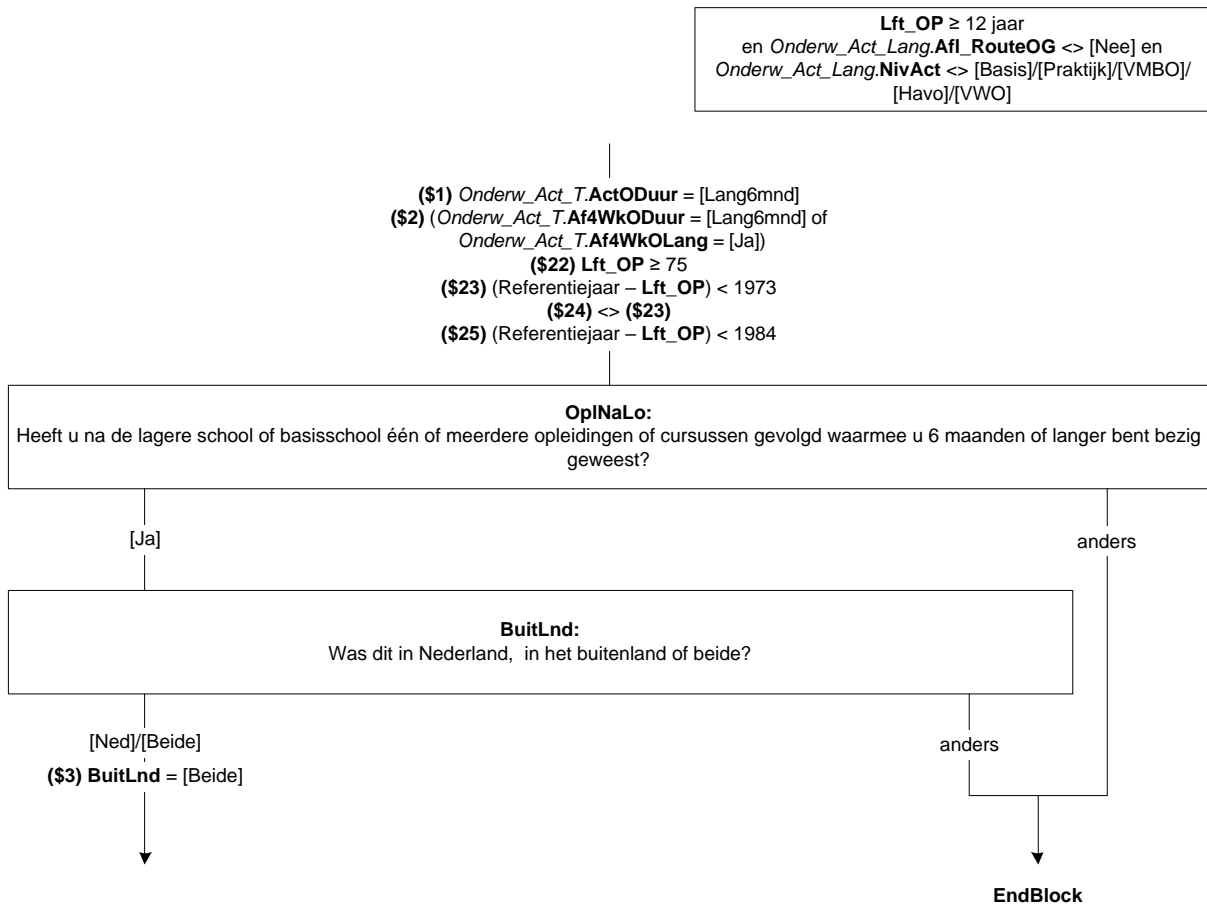 Lft_OP ≥ 12 jaar
en Onderw_Act_Lang.Afl_RouteOG <> [Nee] en
Onderw_Act_Lang.NivAct <> [Basis]/[Praktijk]/[VMBO]/
[Havo]/[VWO]
($1) Onderw_Act_T.ActODuur = [Lang6mnd]
($2) (Onderw_Act_T.Af4WkODuur = [Lang6mnd] of
Onderw_Act_T.Af4WkOLang = [Ja])
($22) Lft_OP ≥ 75
($23) (Referentiejaar – Lft_OP) < 1973
($24) <> ($23)
($25) (Referentiejaar – Lft_OP) < 1984
OplNaLo:
Heeft u na de lagere school of basisschool één of meerdere opleidingen of cursussen gevolgd waarmee u 6 maanden of langer bent bezig
geweest?
[Ja]
anders
BuitLnd:
Was dit in Nederland, in het buitenland of beide?
[Ned]/[Beide]
anders
($3) BuitLnd = [Beide]
EndBlock